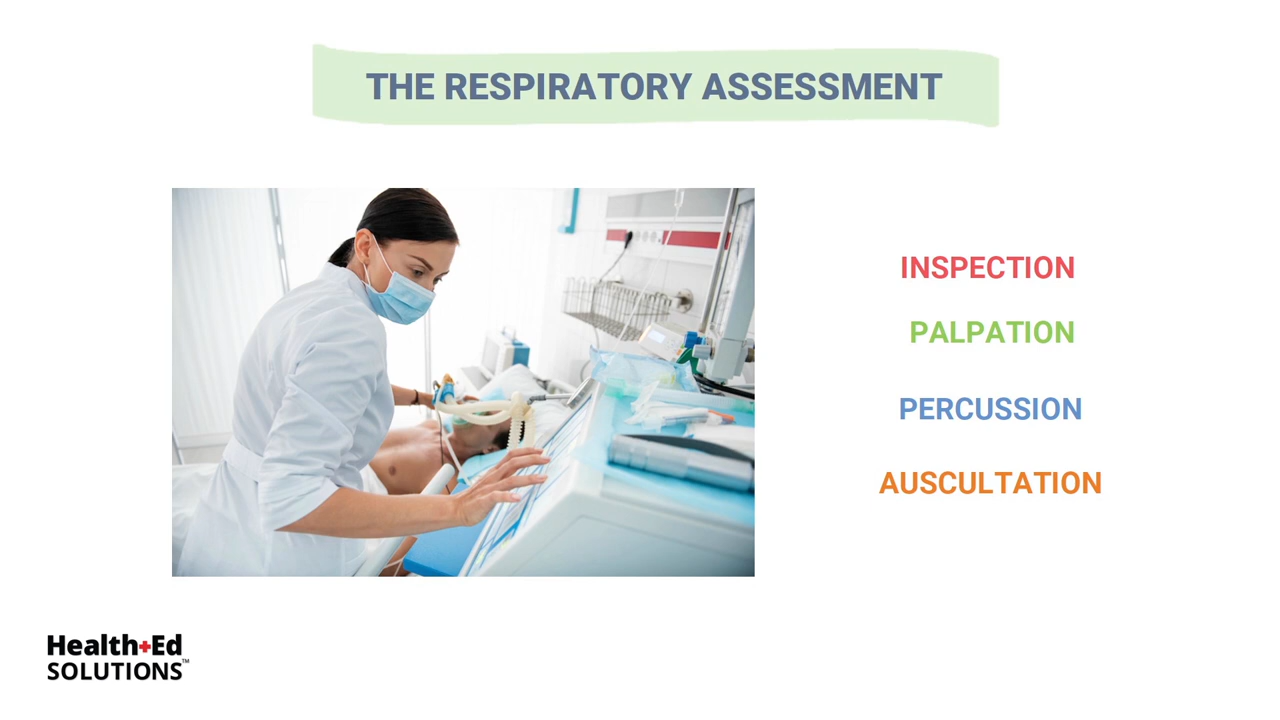 THE RESPIRATORY ASSESSMENT
INSPECTION
PALPATION
PERCUSSION
AUSCULTATION
Health+Ed
SOLUTIONS™